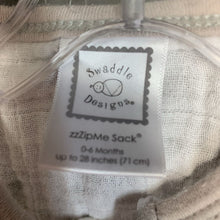 Swaddle
Designs®
zzZipMe Sack®
0-6 Months
up to 28 inches (71 cm)